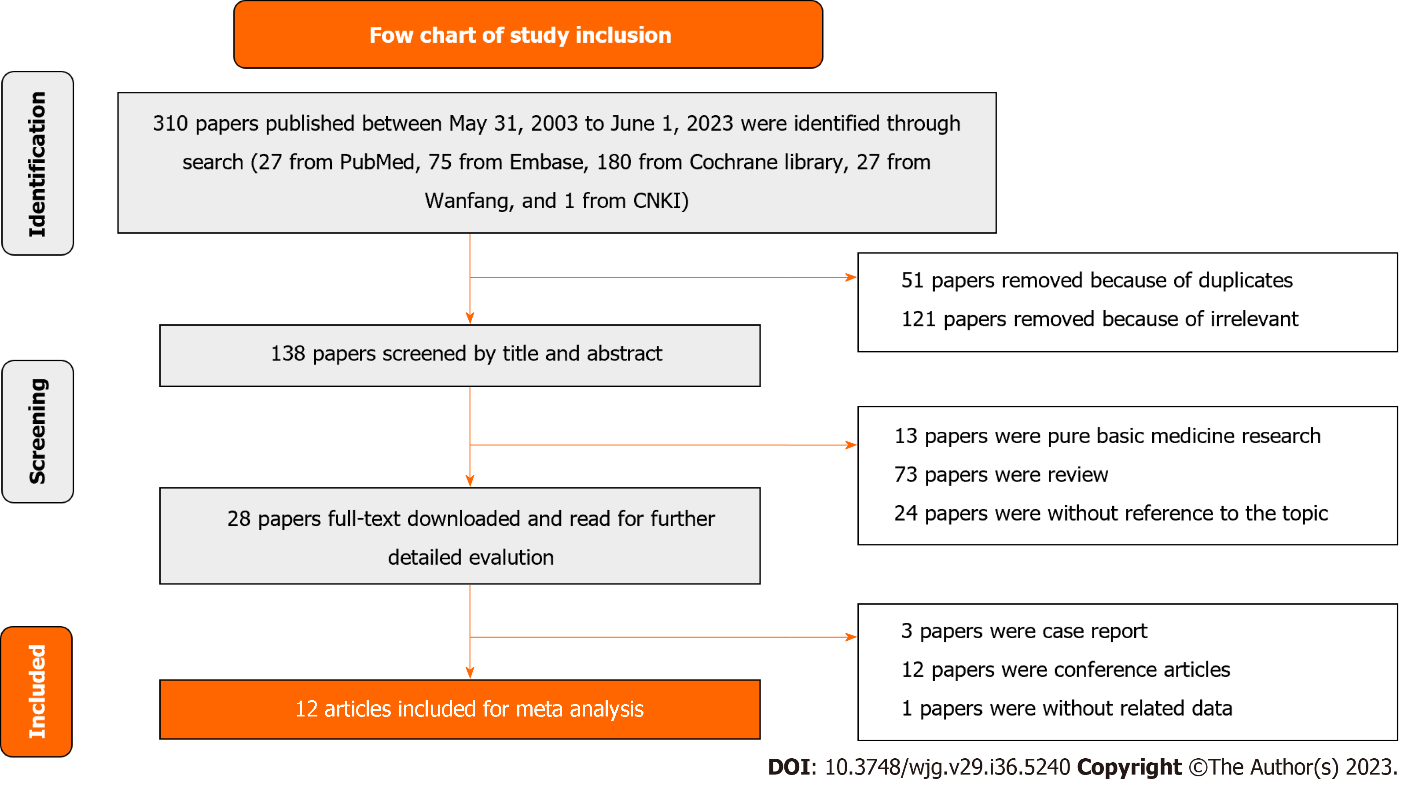 Fow chart of study inclusion
Identification
310 papers published between May 31, 2003 to June 1, 2023 were identified through
search (27 from PubMed, 75 from Embase, 180 from Cochrane library, 27 from
Wanfang, and 1 from CNKI)
51 papers removed because of duplicates
121 papers removed because of irrelevant
Screening
138 papers screened by title and abstract
13 papers were pure basic medicine research
73 papers were review
24 papers were without reference to the topic
28 papers full-text downloaded and read for further
detailed evalution
Included
3 papers were case report
12 papers were conference articles
1 papers were without related data
12 articles included for meta analysis
DOI: 10.3748/wjg.v29.i36.5240 Copyright ©The Author(s) 2023.